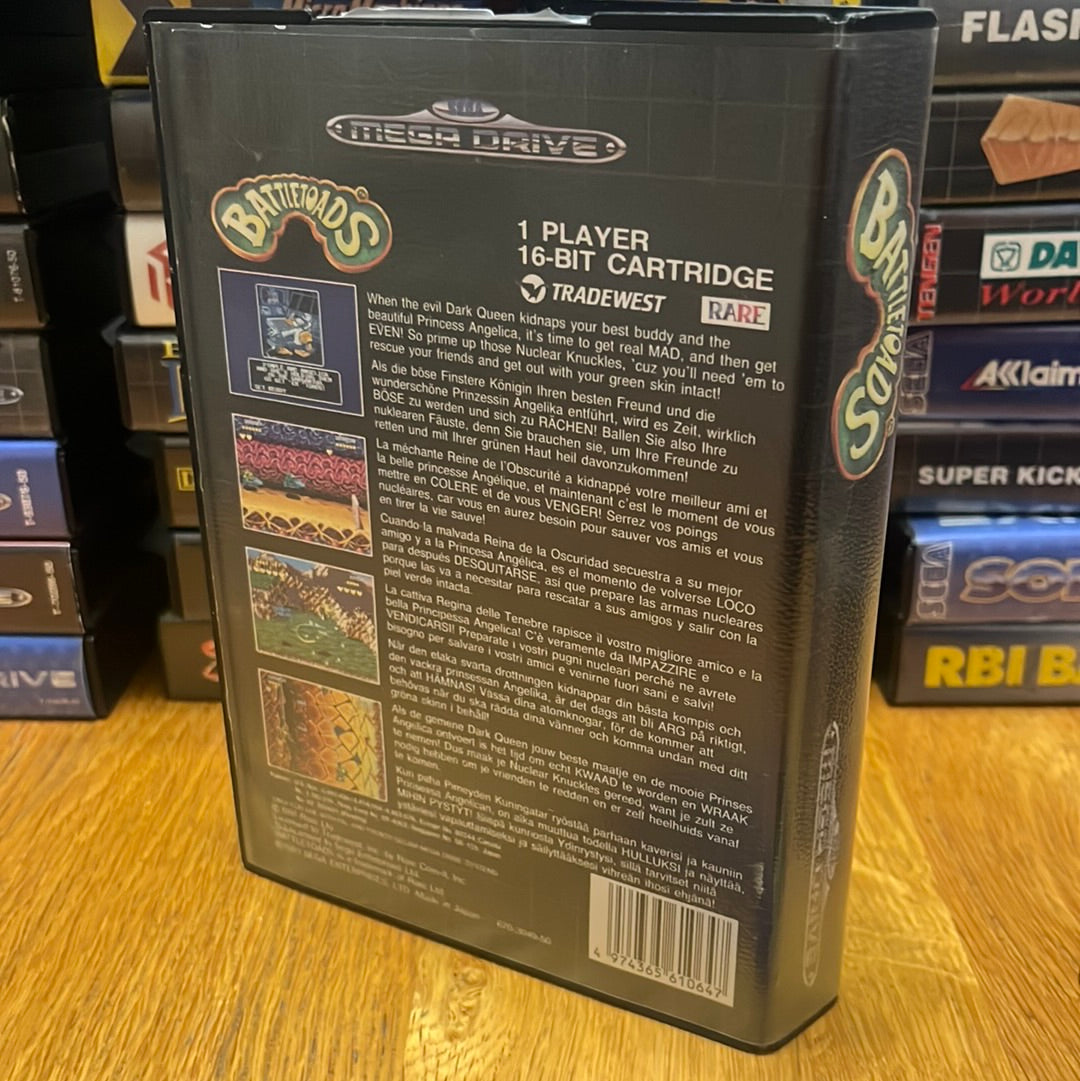 MEGA DRIVE
BATTLETOADS
1 PLAYER
16-BIT CARTRIDGE
TRADEWEST RARE
When the evil Dark Queen kidnaps your best buddy and the
beautiful Princess Angelica, it's time to get real MAD, and then get
EVEN! So prime up those Nuclear Knuckles, 'cuz you'll need 'em to
rescue your friends and get out with your green skin intact!
Als die böse Finstere Königin Ihren besten Freund und die
wunderschöne Prinzessin Angelika entführt, wird es Zeit, wirklich
BÖSE zu werden und sich zu RÄCHEN! Ballen Sie also Ihre
nuklearen Fäuste, denn Sie brauchen sie, um Ihre Freunde zu
retten und mit Ihrer grünen Haut heil davonzukommen!
La méchante Reine de l'Obscurité a kidnappé votre meilleur ami et
la belle princesse Angélique, et maintenant c'est le moment de vous
mettre en COLERE et de vous VENGER! Serrez vos poings
nucléaires, car vous en aurez besoin pour sauver vos amis et vous
en tirer la vie sauve!
Cuando la malvada Reina de la Oscuridad secuestra a su mejor
amigo y a la Princesa Angélica, es el momento de volverse LOCO
para después DESQUITARSE, así que prepare las armas nucleares
porque las va a necesitar para rescatar a sus amigos y salir con la
piel verde intacta.
La cattiva Regina delle Tenebre rapisce il vostro migliore amico e la
bella Principessa Angelica! C'è veramente da IMPAZZIRE e
VENDICARSI! Preparate i vostri pugni nucleari perché ne avrete
bisogno per salvare i vostri amici e venirne fuori sani e salvi!
När den elaka svarta drottningen kidnappar din bästa kompis och
den vackra prinsessan Angelika, är det dags att bli ARG på riktigt,
och att HÄMNAS! Vässa dina atomknogar, för de kommer att
behövas när du ska rädda dina vänner och komma undan med ditt
gröna skinn i behåll!
Als de gemene Dark Queen jouw beste maatje en de mooie Prinses
Angelica ontvoert is het tijd om echt KWAAD te worden en WRAAK
te nemen! Dus maak je Nuclear Knuckles gereed, want je zult ze
nodig hebben om je vrienden te redden en er zelf heelhuids vanaf
te komen.
Kun paha Pimeyden Kuningatar ryöstää parhaan kaverisi ja kauniin
Prinsessa Angelican, on aika muuttua todella HULLUKSI ja näyttää,
MIHIN PYSTYT! Iisiäpä kunnosta Ydinrystysi, sillä tarvitset niitä
ystäviesi vapauttamiseksi ja säilyttääksesi vihreän ihosi ehjänä!
SEGA ENTERPRISES, LTD. Made in Japan
670-3049-50
4 974365 610647
BATTLETOADS
MEGA DRIVE
FLASH
TENGEN
SEGA
AKKlaim
SUPER KICK
SEGA
RBI BA
DRIVE